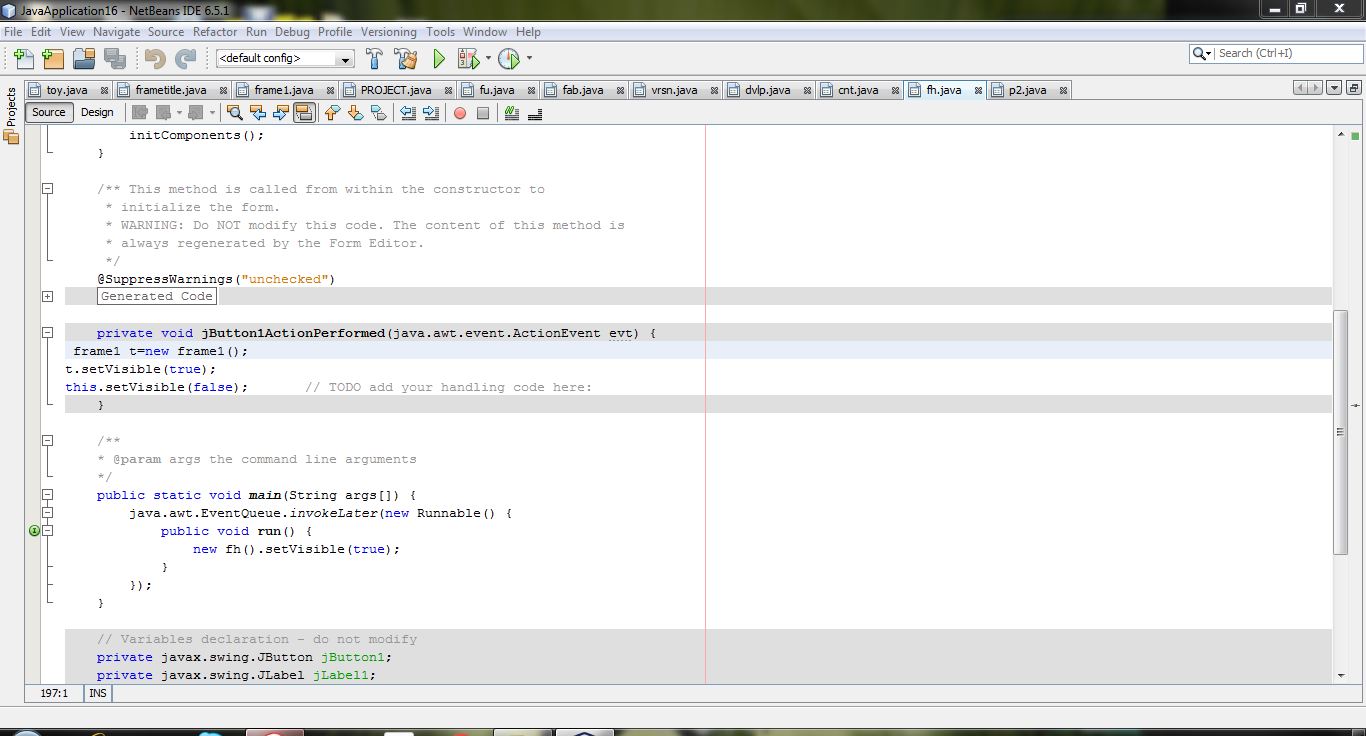 JavaApplication16 - NetBeans IDE 6.5.1
File Edit View Navigate Source Refactor Run Debug Profile Versioning Tools Window Help
<default config>
Search (Ctrl+I)
Projects
toy.java frametitle.java frame1.java PROJECT.java fu.java fab.java vrsn.java dvlp.java cnt.java fh.java p2.java
Source Design
initComponents();
}
/** This method is called from within the constructor to
* initialize the form.
* WARNING: Do NOT modify this code. The content of this method is
* always regenerated by the Form Editor.
*/
@SuppressWarnings("unchecked")
Generated Code
private void jButton1ActionPerformed(java.awt.event.ActionEvent evt) {
frame1 t=new frame1();
t.setVisible(true);
this.setVisible(false); // TODO add your handling code here:
}
/**
* @param args the command line arguments
*/
public static void main(String args[]) {
java.awt.EventQueue.invokeLater(new Runnable() {
public void run() {
new fh().setVisible(true);
}
});
}
// Variables declaration - do not modify
private javax.swing.JButton jButton1;
private javax.swing.JLabel jLabel1;
197:1 INS